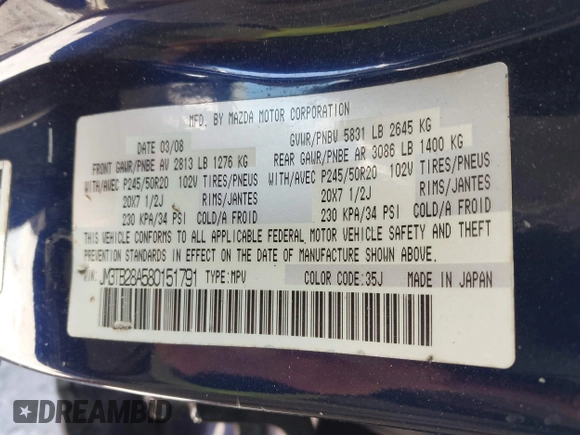 MFD. BY MAZDA MOTOR CORPORATION
DATE 03/08 GVWR/PNBV 5831 LB 2645 KG
FRONT GAWR/PNBE AV 2813 LB 1276 KG REAR GAWR/PNBE AR 3086 LB 1400 KG
WITH/AVEC P245/50R20 102V TIRES/PNEUS WITH/AVEC P245/50R20 102V TIRES/PNEUS
20X7 1/2J RIMS/JANTES 20X7 1/2J RIMS/JANTES
230 KPA/34 PSI COLD/A FROID 230 KPA/34 PSI COLD/A FROID
THIS VEHICLE CONFORMS TO ALL APPLICABLE FEDERAL MOTOR VEHICLE SAFETY AND THEFT
PREVENTION STANDARDS IN EFFECT ON THE DATE OF MANUFACTURE SHOWN ABOVE.
V.I.N.: JM3TB28A580151791 TYPE:MPV COLOR CODE:35J MADE IN JAPAN
DREAMBID